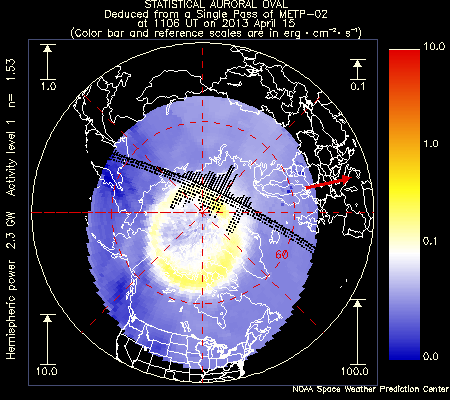 STATISTICAL AURORAL OVAL
Deduced from a Single Pass of METP-02
at 1106 UT on 2013 April 15
(Color bar and reference scales are in erg · cm⁻² · s⁻¹)
Hemispheric power 2.3 GW Activity level 1 n= 1.53
1.0
0.1
10.0
100.0
60
10.0
1.0
0.1
0.0
NOAA Space Weather Prediction Center